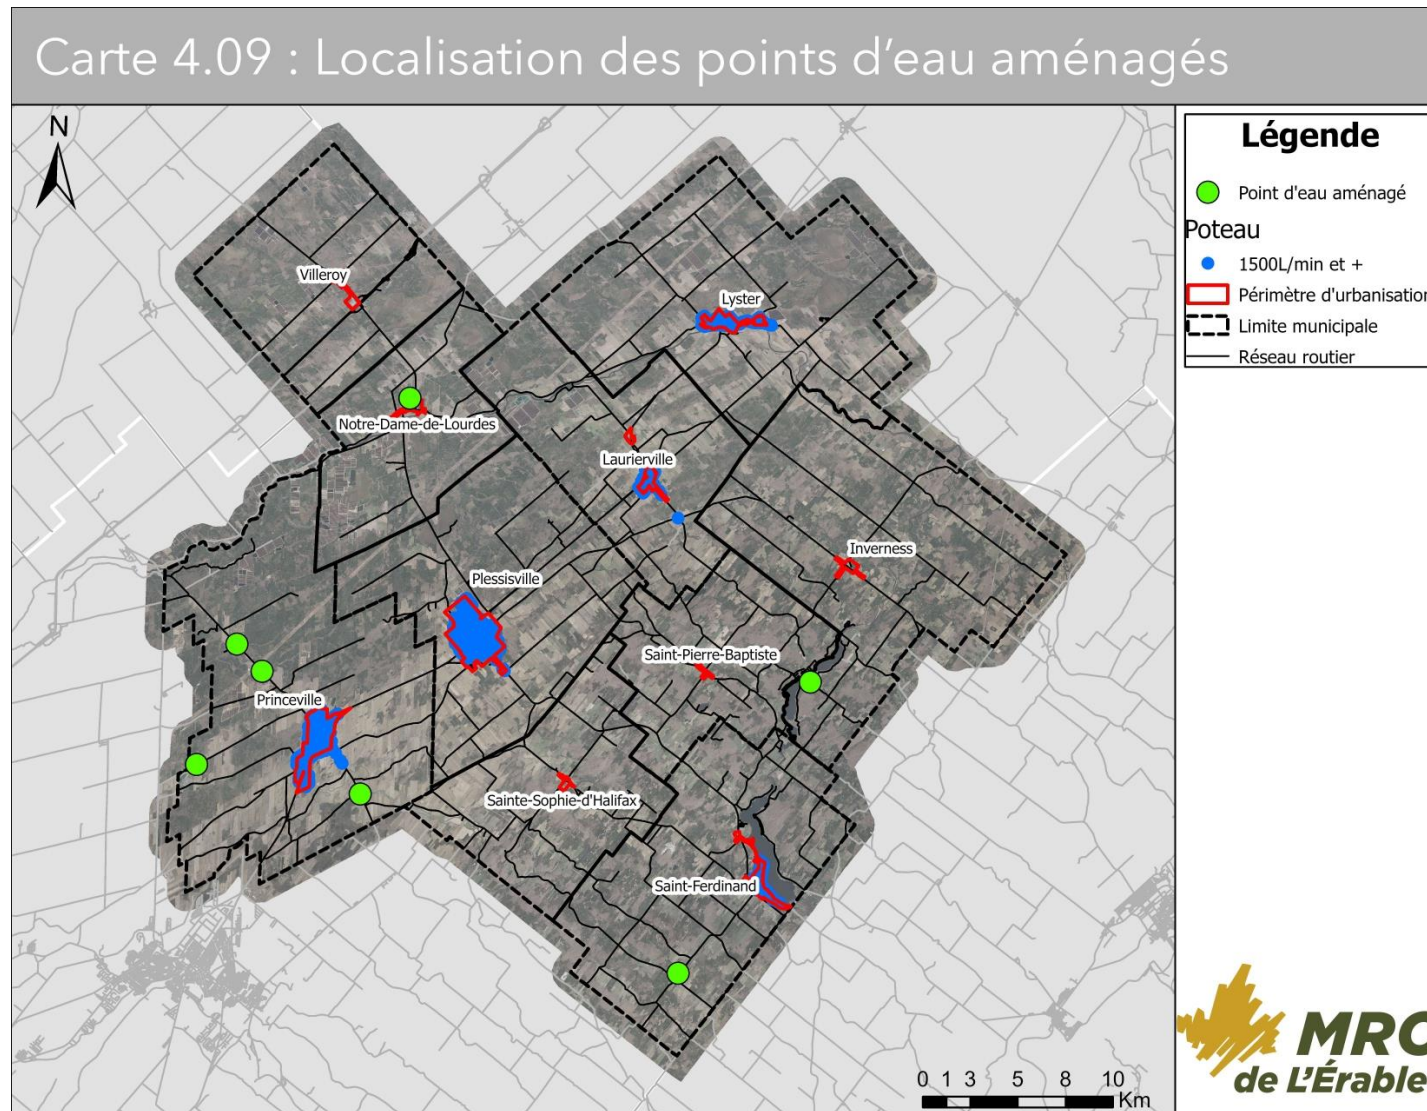 Carte 4.09 : Localisation des points d'eau aménagés
N
Légende
Point d'eau aménagé
Poteau
1500L/min et +
Périmètre d'urbanisation
Limite municipale
Réseau routier
Villeroy
Lyster
Notre-Dame-de-Lourdes
Laurierville
Inverness
Plessisville
Saint-Pierre-Baptiste
Princeville
Sainte-Sophie-d'Halifax
Saint-Ferdinand
0 1 3 5 8 10
Km
MRC
de L'Érable